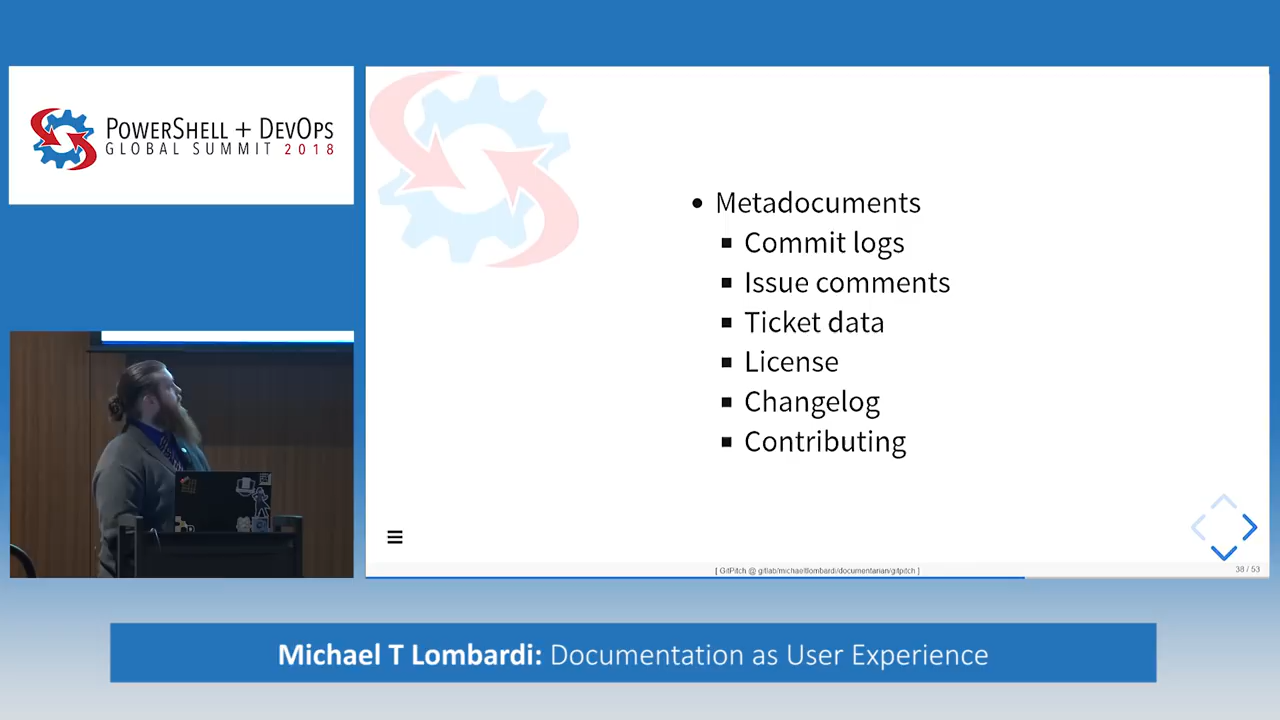 POWERSHELL + DEVOPS
GLOBAL SUMMIT 2018
• Metadocuments
▪ Commit logs
▪ Issue comments
▪ Ticket data
▪ License
▪ Changelog
▪ Contributing
[ GitPitch @ gitlab/michaeltlombardi/documentarian/gitpitch ]
38 / 53
Michael T Lombardi: Documentation as User Experience